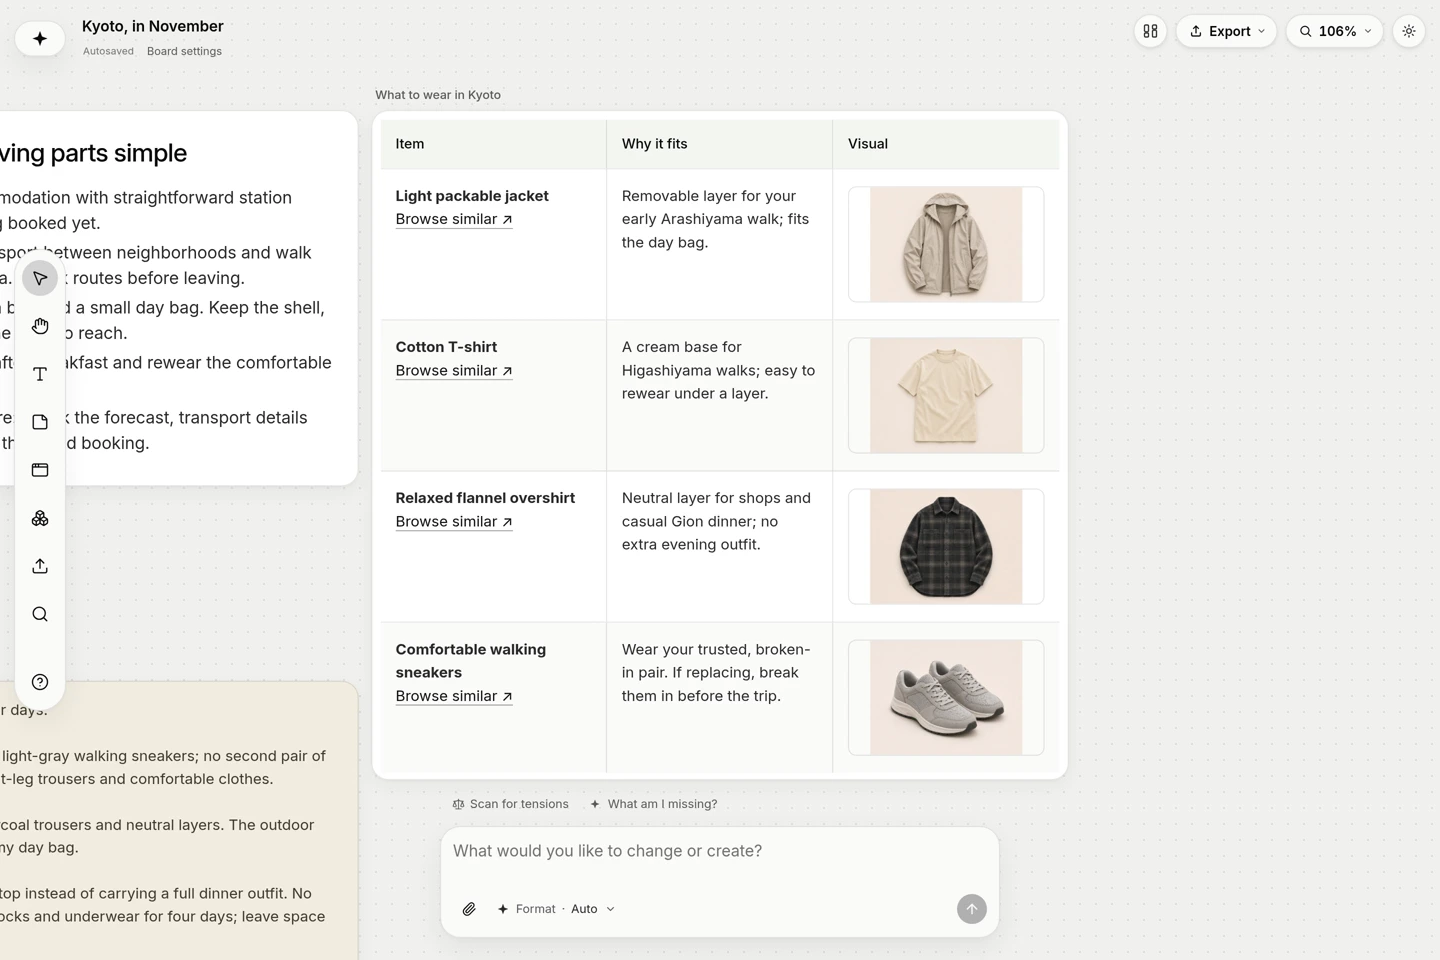 Kyoto, in November
Autosaved Board settings
Export
106%
What to wear in Kyoto
ving parts simple
modation with straightforward station
booked yet.
between neighborhoods and walk
routes before leaving.
d a small day bag. Keep the shell,
reach.
akfast and rewear the comfortable
the forecast, transport details
d booking.
Item Why it fits Visual
Light packable jacket
Browse similar ↗
Removable layer for your
early Arashiyama walk; fits
the day bag.
Cotton T-shirt
Browse similar ↗
A cream base for
Higashiyama walks; easy to
rewear under a layer.
Relaxed flannel overshirt
Browse similar ↗
Neutral layer for shops and
casual Gion dinner; no
extra evening outfit.
Comfortable walking
sneakers
Browse similar ↗
Wear your trusted, broken-
in pair. If replacing, break
them in before the trip.
r days.
light-gray walking sneakers; no second pair of
t-leg trousers and comfortable clothes.
coal trousers and neutral layers. The outdoor
my day bag.
top instead of carrying a full dinner outfit. No
ocks and underwear for four days; leave space
Scan for tensions What am I missing?
What would you like to change or create?
Format · Auto